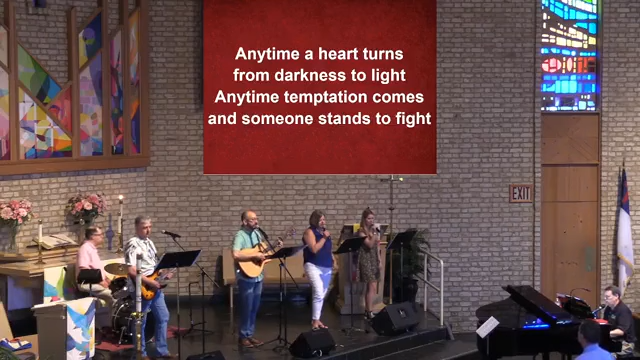 Anytime a heart turns
from darkness to light
Anytime temptation comes
and someone stands to fight
EXIT